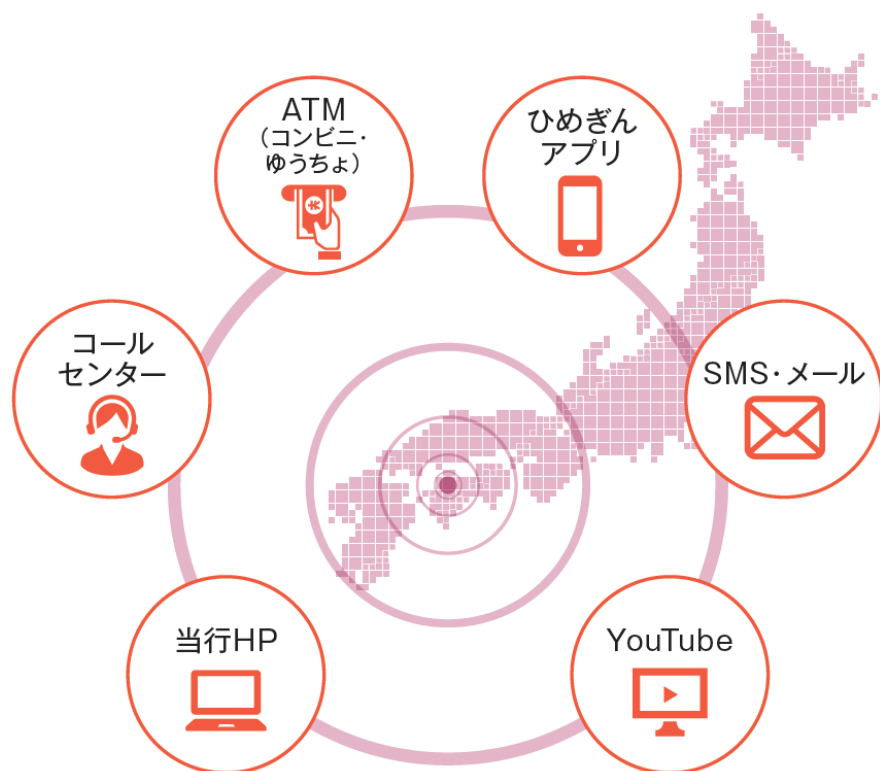 ATM
(コンビニ・
ゆうちょ)
ひめぎん
アプリ
コール
センター
SMS・メール
当行HP
YouTube